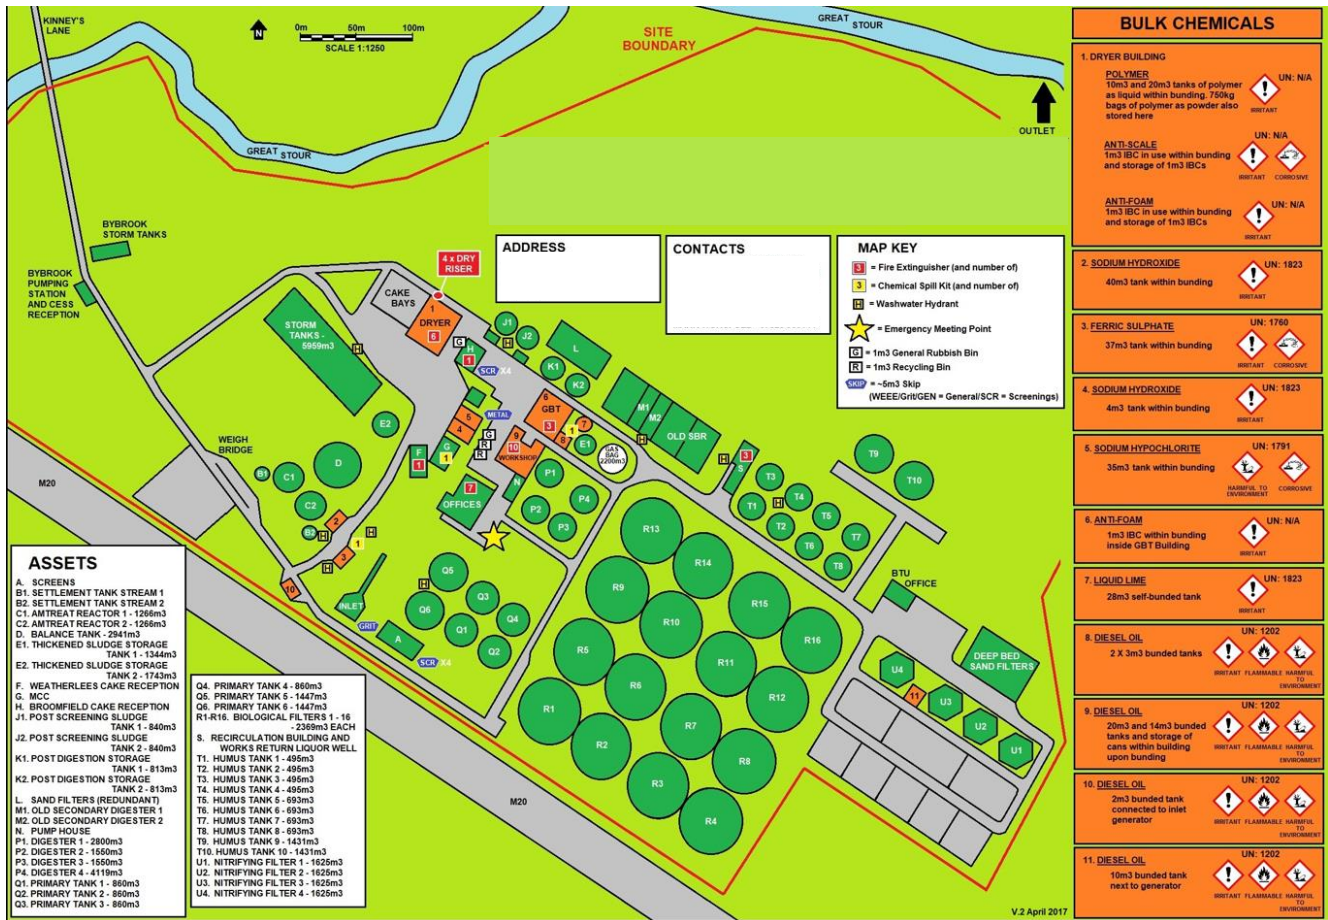 KINNEY'S
LANE
N
0m 50m 100m
SCALE 1:1250
SITE
BOUNDARY
GREAT
STOUR
OUTLET
GREAT STOUR
BYBROOK
STORM TANKS
BYBROOK
PUMPING
STATION
AND CESS
RECEPTION
4 x DRY
RISER
CAKE
BAYS
1
DRYER
6
STORM
TANKS -
5959m3
H
G
H
1
SCR X4
J1
J2
H
K1
K2
L
METAL
5
4
G
1
G
R
F
1
E2
6
GBT
3
7
1
8
E1
GAS
BAG
2200m3
M1
M2
OLD SBR
H
9
10
WORKSHOP
7
OFFICES
N
P1
P2
P3
P4
WEIGH
BRIDGE
B1
C1
C2
D
B2
H
2
H
1
3
H
10
INLET
GRIT
A
SCR X4
H
Q5
Q6
Q3
Q4
Q1
Q2
H
3
S
T3
T4
H
T1
T2
T5
T6
T7
T8
T9
T10
R13
R14
R9
R10
R15
R16
R5
R6
R11
R12
R1
R2
R7
R8
R3
R4
BTU
OFFICE
DEEP BED
SAND FILTERS
U4
11
U3
U2
U1
M20
M20
V.2 April 2017
ADDRESS
CONTACTS
MAP KEY
3 = Fire Extinguisher (and number of)
3 = Chemical Spill Kit (and number of)
H = Washwater Hydrant
= Emergency Meeting Point
G = 1m3 General Rubbish Bin
R = 1m3 Recycling Bin
SKIP = ~5m3 Skip
(WEEE/Grit/GEN = General/SCR = Screenings)
ASSETS
A. SCREENS
B1. SETTLEMENT TANK STREAM 1
B2. SETTLEMENT TANK STREAM 2
C1. AMTREAT REACTOR 1 - 1266m3
C2. AMTREAT REACTOR 2 - 1266m3
D. BALANCE TANK - 2941m3
E1. THICKENED SLUDGE STORAGE
TANK 1 - 1344m3
E2. THICKENED SLUDGE STORAGE
TANK 2 - 1743m3
F. WEATHERLEES CAKE RECEPTION
G. MCC
H. BROOMFIELD CAKE RECEPTION
J1. POST SCREENING SLUDGE
TANK 1 - 840m3
J2. POST SCREENING SLUDGE
TANK 2 - 840m3
K1. POST DIGESTION STORAGE
TANK 1 - 813m3
K2. POST DIGESTION STORAGE
TANK 2 - 813m3
L. SAND FILTERS (REDUNDANT)
M1. OLD SECONDARY DIGESTER 1
M2. OLD SECONDARY DIGESTER 2
N. PUMP HOUSE
P1. DIGESTER 1 - 2800m3
P2. DIGESTER 2 - 1550m3
P3. DIGESTER 3 - 1550m3
P4. DIGESTER 4 - 4119m3
Q1. PRIMARY TANK 1 - 860m3
Q2. PRIMARY TANK 2 - 860m3
Q3. PRIMARY TANK 3 - 860m3
Q4. PRIMARY TANK 4 - 860m3
Q5. PRIMARY TANK 5 - 1447m3
Q6. PRIMARY TANK 6 - 1447m3
R1-R16. BIOLOGICAL FILTERS 1 - 16
- 2369m3 EACH
S. RECIRCULATION BUILDING AND
WORKS RETURN LIQUOR WELL
T1. HUMUS TANK 1 - 495m3
T2. HUMUS TANK 2 - 495m3
T3. HUMUS TANK 3 - 495m3
T4. HUMUS TANK 4 - 495m3
T5. HUMUS TANK 5 - 693m3
T6. HUMUS TANK 6 - 693m3
T7. HUMUS TANK 7 - 693m3
T8. HUMUS TANK 8 - 693m3
T9. HUMUS TANK 9 - 1431m3
T10. HUMUS TANK 10 - 1431m3
U1. NITRIFYING FILTER 1 - 1625m3
U2. NITRIFYING FILTER 2 - 1625m3
U3. NITRIFYING FILTER 3 - 1625m3
U4. NITRIFYING FILTER 4 - 1625m3
BULK CHEMICALS
1. DRYER BUILDING
POLYMER
UN: N/A
10m3 and 20m3 tanks of polymer
as liquid within bunding. 750kg
bags of polymer as powder also
stored here
IRRITANT
UN: N/A
ANTI-SCALE
1m3 IBC in use within bunding
and storage of 1m3 IBCs
IRRITANT CORROSIVE
ANTI-FOAM
UN: N/A
1m3 IBC in use within bunding
and storage of 1m3 IBCs
IRRITANT
2. SODIUM HYDROXIDE
UN: 1823
40m3 tank within bunding
IRRITANT
3. FERRIC SULPHATE
UN: 1760
37m3 tank within bunding
IRRITANT CORROSIVE
4. SODIUM HYDROXIDE
UN: 1823
4m3 tank within bunding
IRRITANT
5. SODIUM HYPOCHLORITE
UN: 1791
35m3 tank within bunding
HARMFUL TO
ENVIRONMENT
CORROSIVE
6. ANTI-FOAM
UN: N/A
1m3 IBC within bunding
inside GBT Building
IRRITANT
7. LIQUID LIME
UN: 1823
28m3 self-bunded tank
IRRITANT
8. DIESEL OIL
UN: 1202
2 X 3m3 bunded tanks
IRRITANT FLAMMABLE HARMFUL
TO
ENVIRONMENT
9. DIESEL OIL
UN: 1202
20m3 and 14m3 bunded
tanks and storage of
cans within building
upon bunding
IRRITANT FLAMMABLE HARMFUL
TO
ENVIRONMENT
10. DIESEL OIL
UN: 1202
2m3 bunded tank
connected to inlet
generator
IRRITANT FLAMMABLE HARMFUL
TO
ENVIRONMENT
11. DIESEL OIL
UN: 1202
10m3 bunded tank
next to generator
IRRITANT FLAMMABLE HARMFUL
TO
ENVIRONMENT